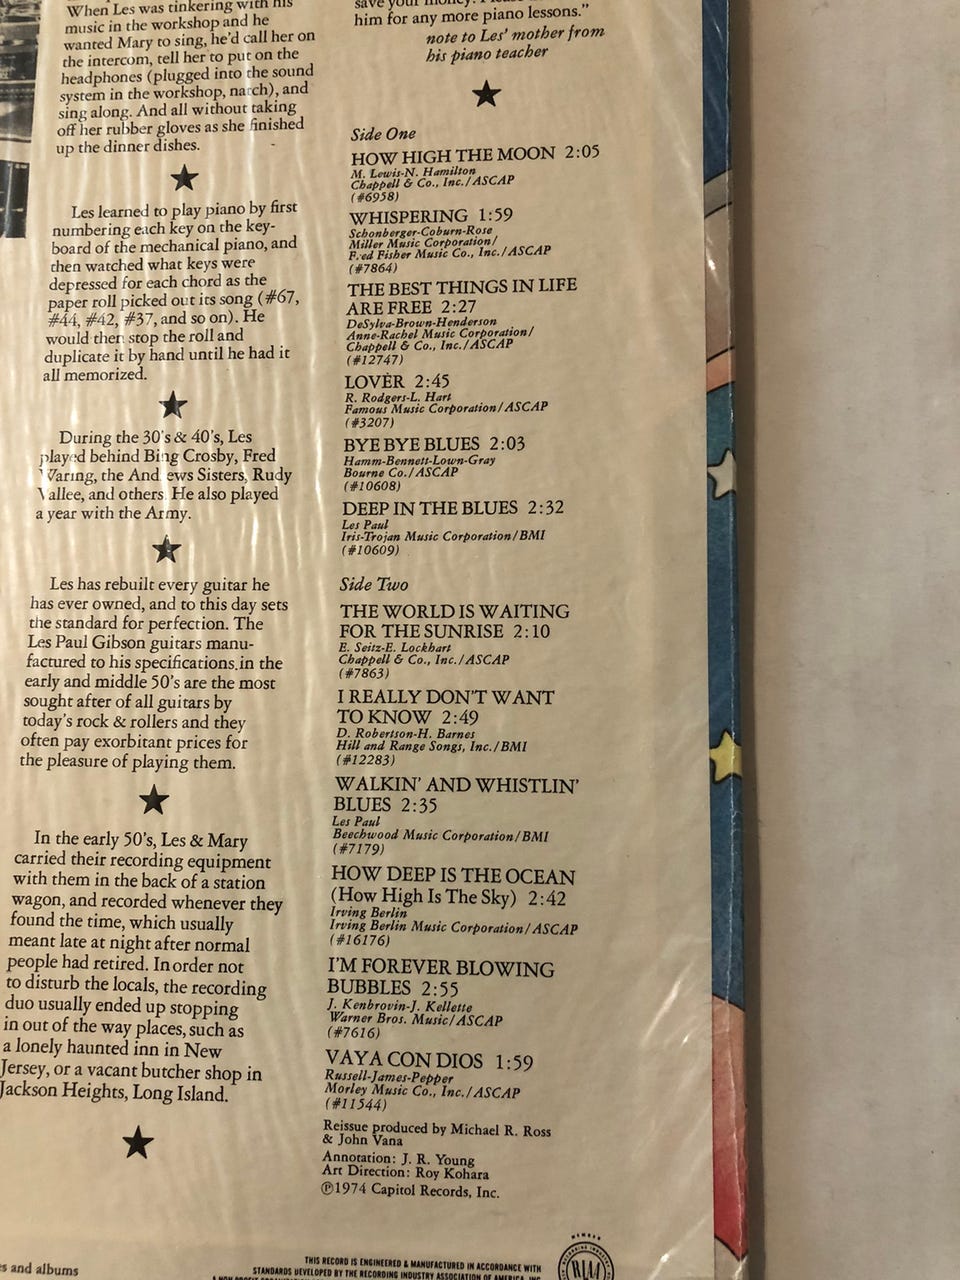 When Les was tinkering with his
music in the workshop and he
wanted Mary to sing, he'd call her on
the intercom, tell her to put on the
headphones (plugged into the sound
system in the workshop, natch), and
sing along. And all without taking
off her rubber gloves as she finished
up the dinner dishes.
Les learned to play piano by first
numbering each key on the key-
board of the mechanical piano, and
then watched what keys were
depressed for each chord as the
paper roll picked out its song (#67,
#44, #42, #37, and so on). He
would then stop the roll and
duplicate it by hand until he had it
all memorized.
During the 30's & 40's, Les
played behind Bing Crosby, Fred
Waring, the Andrews Sisters, Rudy
Vallee, and others. He also played
a year with the Army.
Les has rebuilt every guitar he
has ever owned, and to this day sets
the standard for perfection. The
Les Paul Gibson guitars manu-
factured to his specifications in the
early and middle 50's are the most
sought after of all guitars by
today's rock & rollers and they
often pay exorbitant prices for
the pleasure of playing them.
In the early 50's, Les & Mary
carried their recording equipment
with them in the back of a station
wagon, and recorded whenever they
found the time, which usually
meant late at night after normal
people had retired. In order not
to disturb the locals, the recording
duo usually ended up stopping
in out of the way places, such as
a lonely haunted inn in New
Jersey, or a vacant butcher shop in
Jackson Heights, Long Island.
save your money.
him for any more piano lessons."
note to Les' mother from
his piano teacher
Side One
HOW HIGH THE MOON 2:05
M. Lewis-N. Hamilton
Chappell & Co., Inc./ASCAP
(#6958)
WHISPERING 1:59
Schonberger-Coburn-Rose
Miller Music Corporation/
Fred Fisher Music Co., Inc./ASCAP
(#7864)
THE BEST THINGS IN LIFE
ARE FREE 2:27
DeSylva-Brown-Henderson
Anne-Rachel Music Corporation/
Chappell & Co., Inc./ASCAP
(#12747)
LOVER 2:45
R. Rodgers-L. Hart
Famous Music Corporation/ASCAP
(#3207)
BYE BYE BLUES 2:03
Hamm-Bennett-Lown-Gray
Bourne Co./ASCAP
(#10608)
DEEP IN THE BLUES 2:32
Les Paul
Iris-Trojan Music Corporation/BMI
(#10609)
Side Two
THE WORLD IS WAITING
FOR THE SUNRISE 2:10
E. Seitz-E. Lockhart
Chappell & Co., Inc./ASCAP
(#7863)
I REALLY DON'T WANT
TO KNOW 2:49
D. Robertson-H. Barnes
Hill and Range Songs, Inc./BMI
(#12283)
WALKIN' AND WHISTLIN'
BLUES 2:35
Les Paul
Beechwood Music Corporation/BMI
(#7179)
HOW DEEP IS THE OCEAN
(How High Is The Sky) 2:42
Irving Berlin
Irving Berlin Music Corporation/ASCAP
(#16176)
I'M FOREVER BLOWING
BUBBLES 2:55
J. Kenbrovin-J. Kellette
Warner Bros. Music/ASCAP
(#7616)
VAYA CON DIOS 1:59
Russell-James-Pepper
Morley Music Co., Inc./ASCAP
(#11544)
Reissue produced by Michael R. Ross
& John Vana
Annotation: J. R. Young
Art Direction: Roy Kohara
℗1974 Capitol Records, Inc.
s and albums
THIS RECORD IS ENGINEERED & MANUFACTURED IN ACCORDANCE WITH
STANDARDS DEVELOPED BY THE RECORDING INDUSTRY ASSOCIATION OF AMERICA, INC.
MEMBER
RIAA